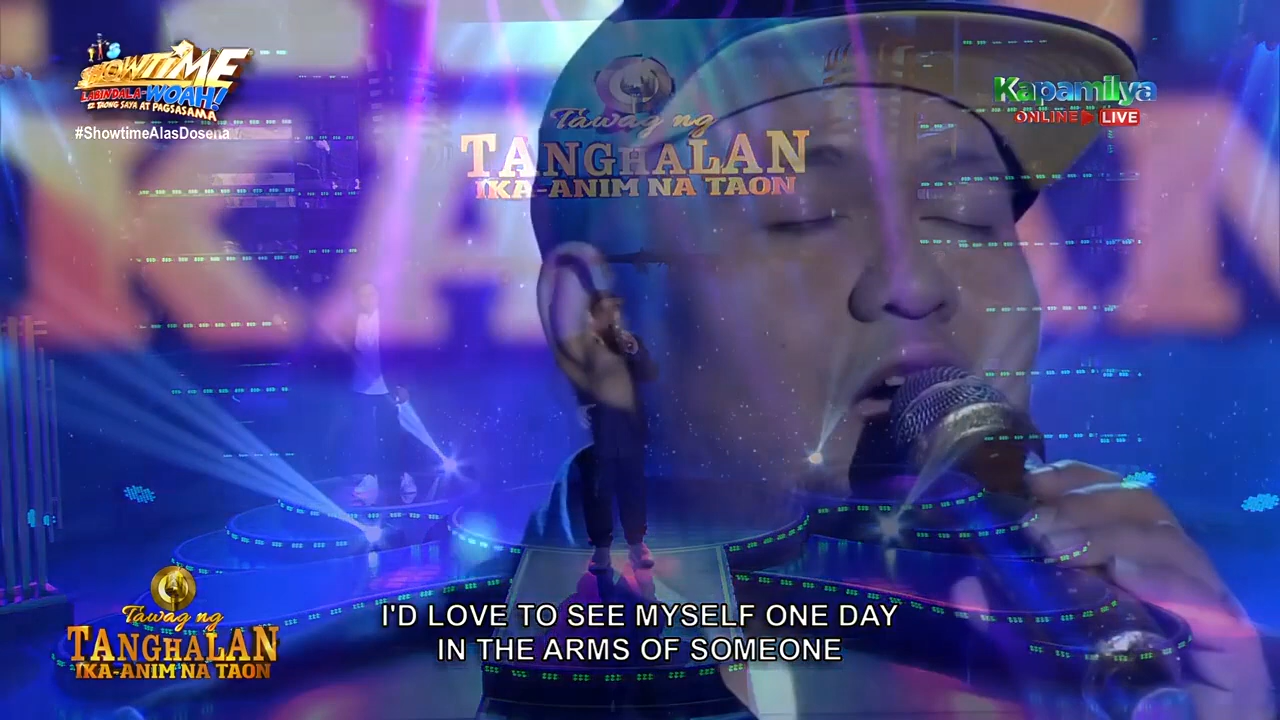 it's
SHOWTIME
LABINDALA-WOAH!
12 TAONG SAYA AT PAGSASAMA
#ShowtimeAlasDosena
Kapamilya
ONLINE LIVE
Tawag ng
TANGHALAN
IKA-ANIM NA TAON
I'D LOVE TO SEE MYSELF ONE DAY
IN THE ARMS OF SOMEONE
Tawag ng
TANGHALAN
IKA-ANIM NA TAON